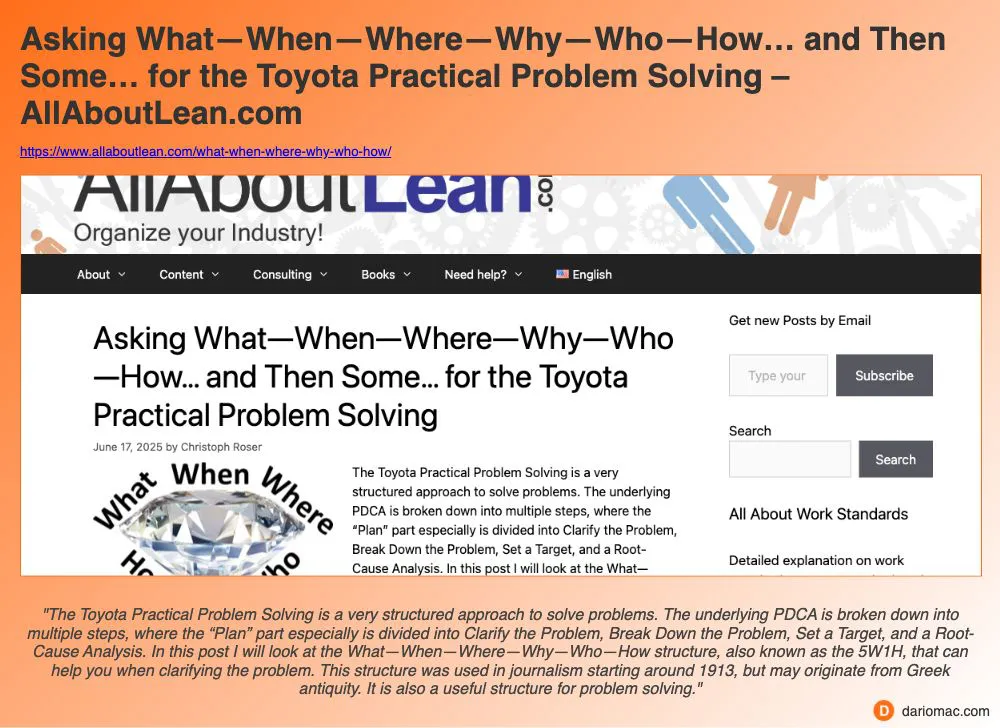 Asking What—When—Where—Why—Who—How… and Then
Some… for the Toyota Practical Problem Solving –
AllAboutLean.com
https://www.allaboutlean.com/what-when-where-why-who-how/
AllAboutLean.com
Organize your Industry!
About
Content
Consulting
Books
Need help?
English
Asking What—When—Where—Why—Who
—How… and Then Some… for the Toyota
Practical Problem Solving
June 17, 2025 by Christoph Roser
What When Where
The Toyota Practical Problem Solving is a very
structured approach to solve problems. The underlying
PDCA is broken down into multiple steps, where the
“Plan” part especially is divided into Clarify the Problem,
Break Down the Problem, Set a Target, and a Root-
Cause Analysis. In this post I will look at the What—
Get new Posts by Email
Type your
Subscribe
Search
Search
All About Work Standards
Detailed explanation on work
"The Toyota Practical Problem Solving is a very structured approach to solve problems. The underlying PDCA is broken down into
multiple steps, where the “Plan” part especially is divided into Clarify the Problem, Break Down the Problem, Set a Target, and a Root-
Cause Analysis. In this post I will look at the What—When—Where—Why—Who—How structure, also known as the 5W1H, that can
help you when clarifying the problem. This structure was used in journalism starting around 1913, but may originate from Greek
antiquity. It is also a useful structure for problem solving."
D dariomac.com